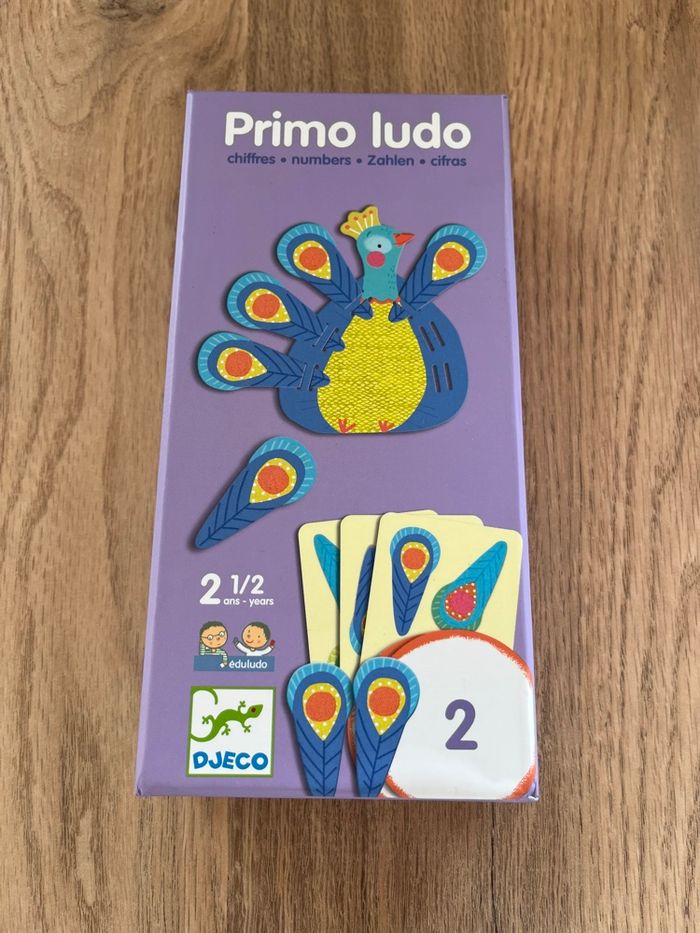 Primo ludo
chiffres • numbers • Zahlen • cifras
2 1/2
ans - years
éduludo
DJECO
2